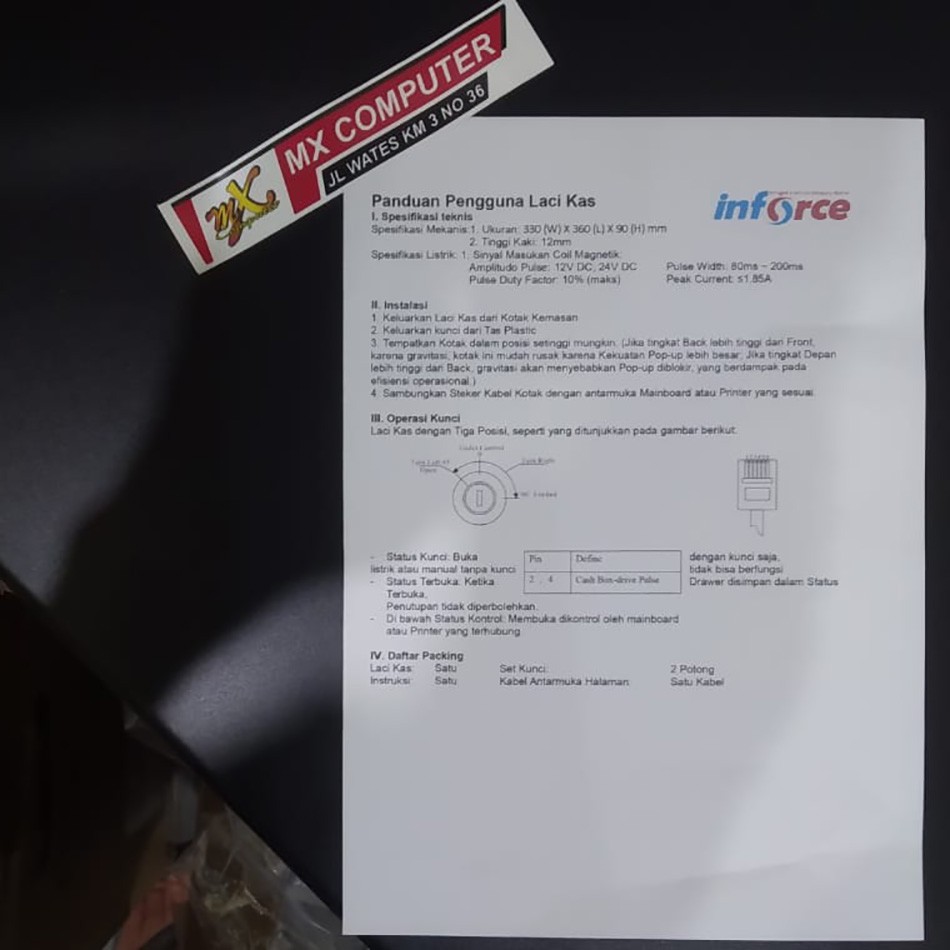 MX COMPUTER
JL WATES KM 3 NO 36
mX
inforce
Panduan Pengguna Laci Kas
I. Spesifikasi teknis
Spesifikasi Mekanis:1. Ukuran: 330 (W) X 360 (L) X 90 (H) mm
2. Tinggi Kaki: 12mm
Spesifikasi Listrik: 1. Sinyal Masukan Coil Magnetik:
Amplitudo Pulse: 12V DC, 24V DC Pulse Width: 80ms – 200ms
Pulse Duty Factor: 10% (maks) Peak Current: ≤1.85A
II. Instalasi
1. Keluarkan Laci Kas dari Kotak Kemasan
2. Keluarkan kunci dari Tas Plastic
3. Tempatkan Kotak dalam posisi setinggi mungkin. (Jika tingkat Back lebih tinggi dari Front,
karena gravitasi, kotak ini mudah rusak karena Kekuatan Pop-up lebih besar; Jika tingkat Depan
lebih tinggi dari Back, gravitasi akan menyebabkan Pop-up diblokir, yang berdampak pada
efisiensi operasional.)
4. Sambungkan Steker Kabel Kotak dengan antarmuka Mainboard atau Printer yang sesuai.
III. Operasi Kunci
Laci Kas dengan Tiga Posisi, seperti yang ditunjukkan pada gambar berikut:
- Status Kunci: Buka dengan kunci saja,
listrik atau manual tanpa kunci tidak bisa berfungsi
- Status Terbuka: Ketika Drawer disimpan dalam Status
Terbuka,
Penutupan tidak diperbolehkan.
- Di bawah Status Kontrol: Membuka dikontrol oleh mainboard
atau Printer yang terhubung
Pin Define
2 . 4 Cash Box-drive Pulse
IV. Daftar Packing
Laci Kas: Satu Set Kunci: 2 Potong
Instruksi: Satu Kabel Antarmuka Halaman: Satu Kabel